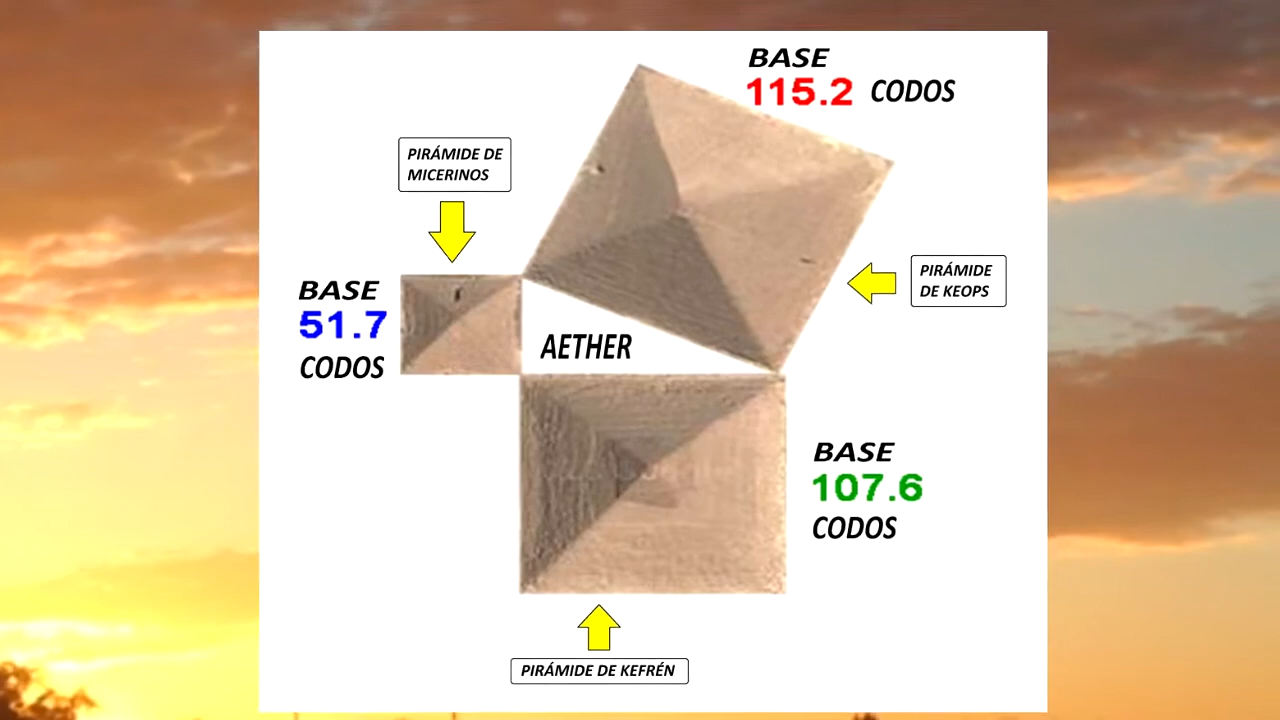 BASE
115.2 CODOS
PIRÁMIDE DE
MICERINOS
PIRÁMIDE
DE KEOPS
BASE
51.7
CODOS
AETHER
BASE
107.6
CODOS
PIRÁMIDE DE KEFRÉN